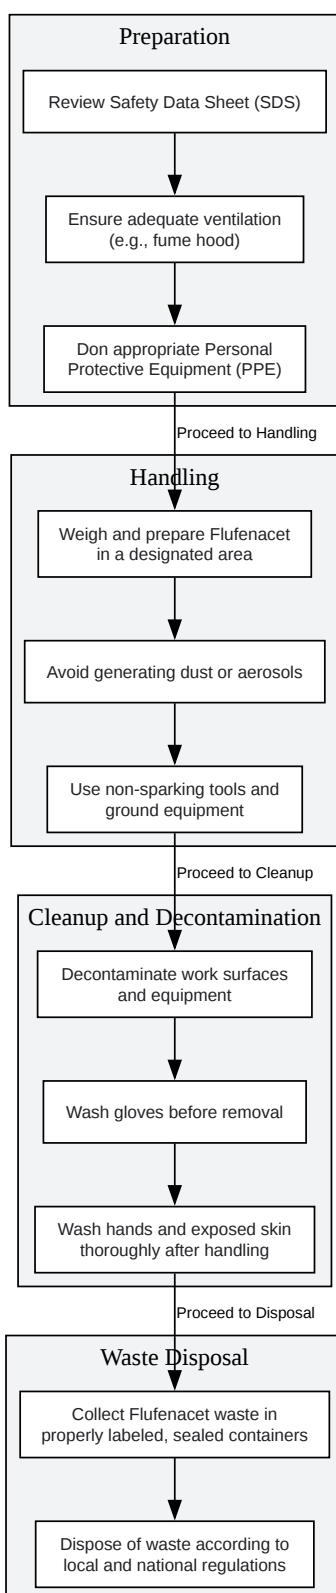 Preparation
Review Safety Data Sheet (SDS)
Ensure adequate ventilation
(e.g., fume hood)
Don appropriate Personal
Protective Equipment (PPE)
Proceed to Handling
Handling
Weigh and prepare Flufenacet
in a designated area
Avoid generating dust or aerosols
Use non-sparking tools and
ground equipment
Proceed to Cleanup
Cleanup and Decontamination
Decontaminate work surfaces
and equipment
Wash gloves before removal
Wash hands and exposed skin
thoroughly after handling
Proceed to Disposal
Waste Disposal
Collect Flufenacet waste in
properly labeled, sealed containers
Dispose of waste according to
local and national regulations